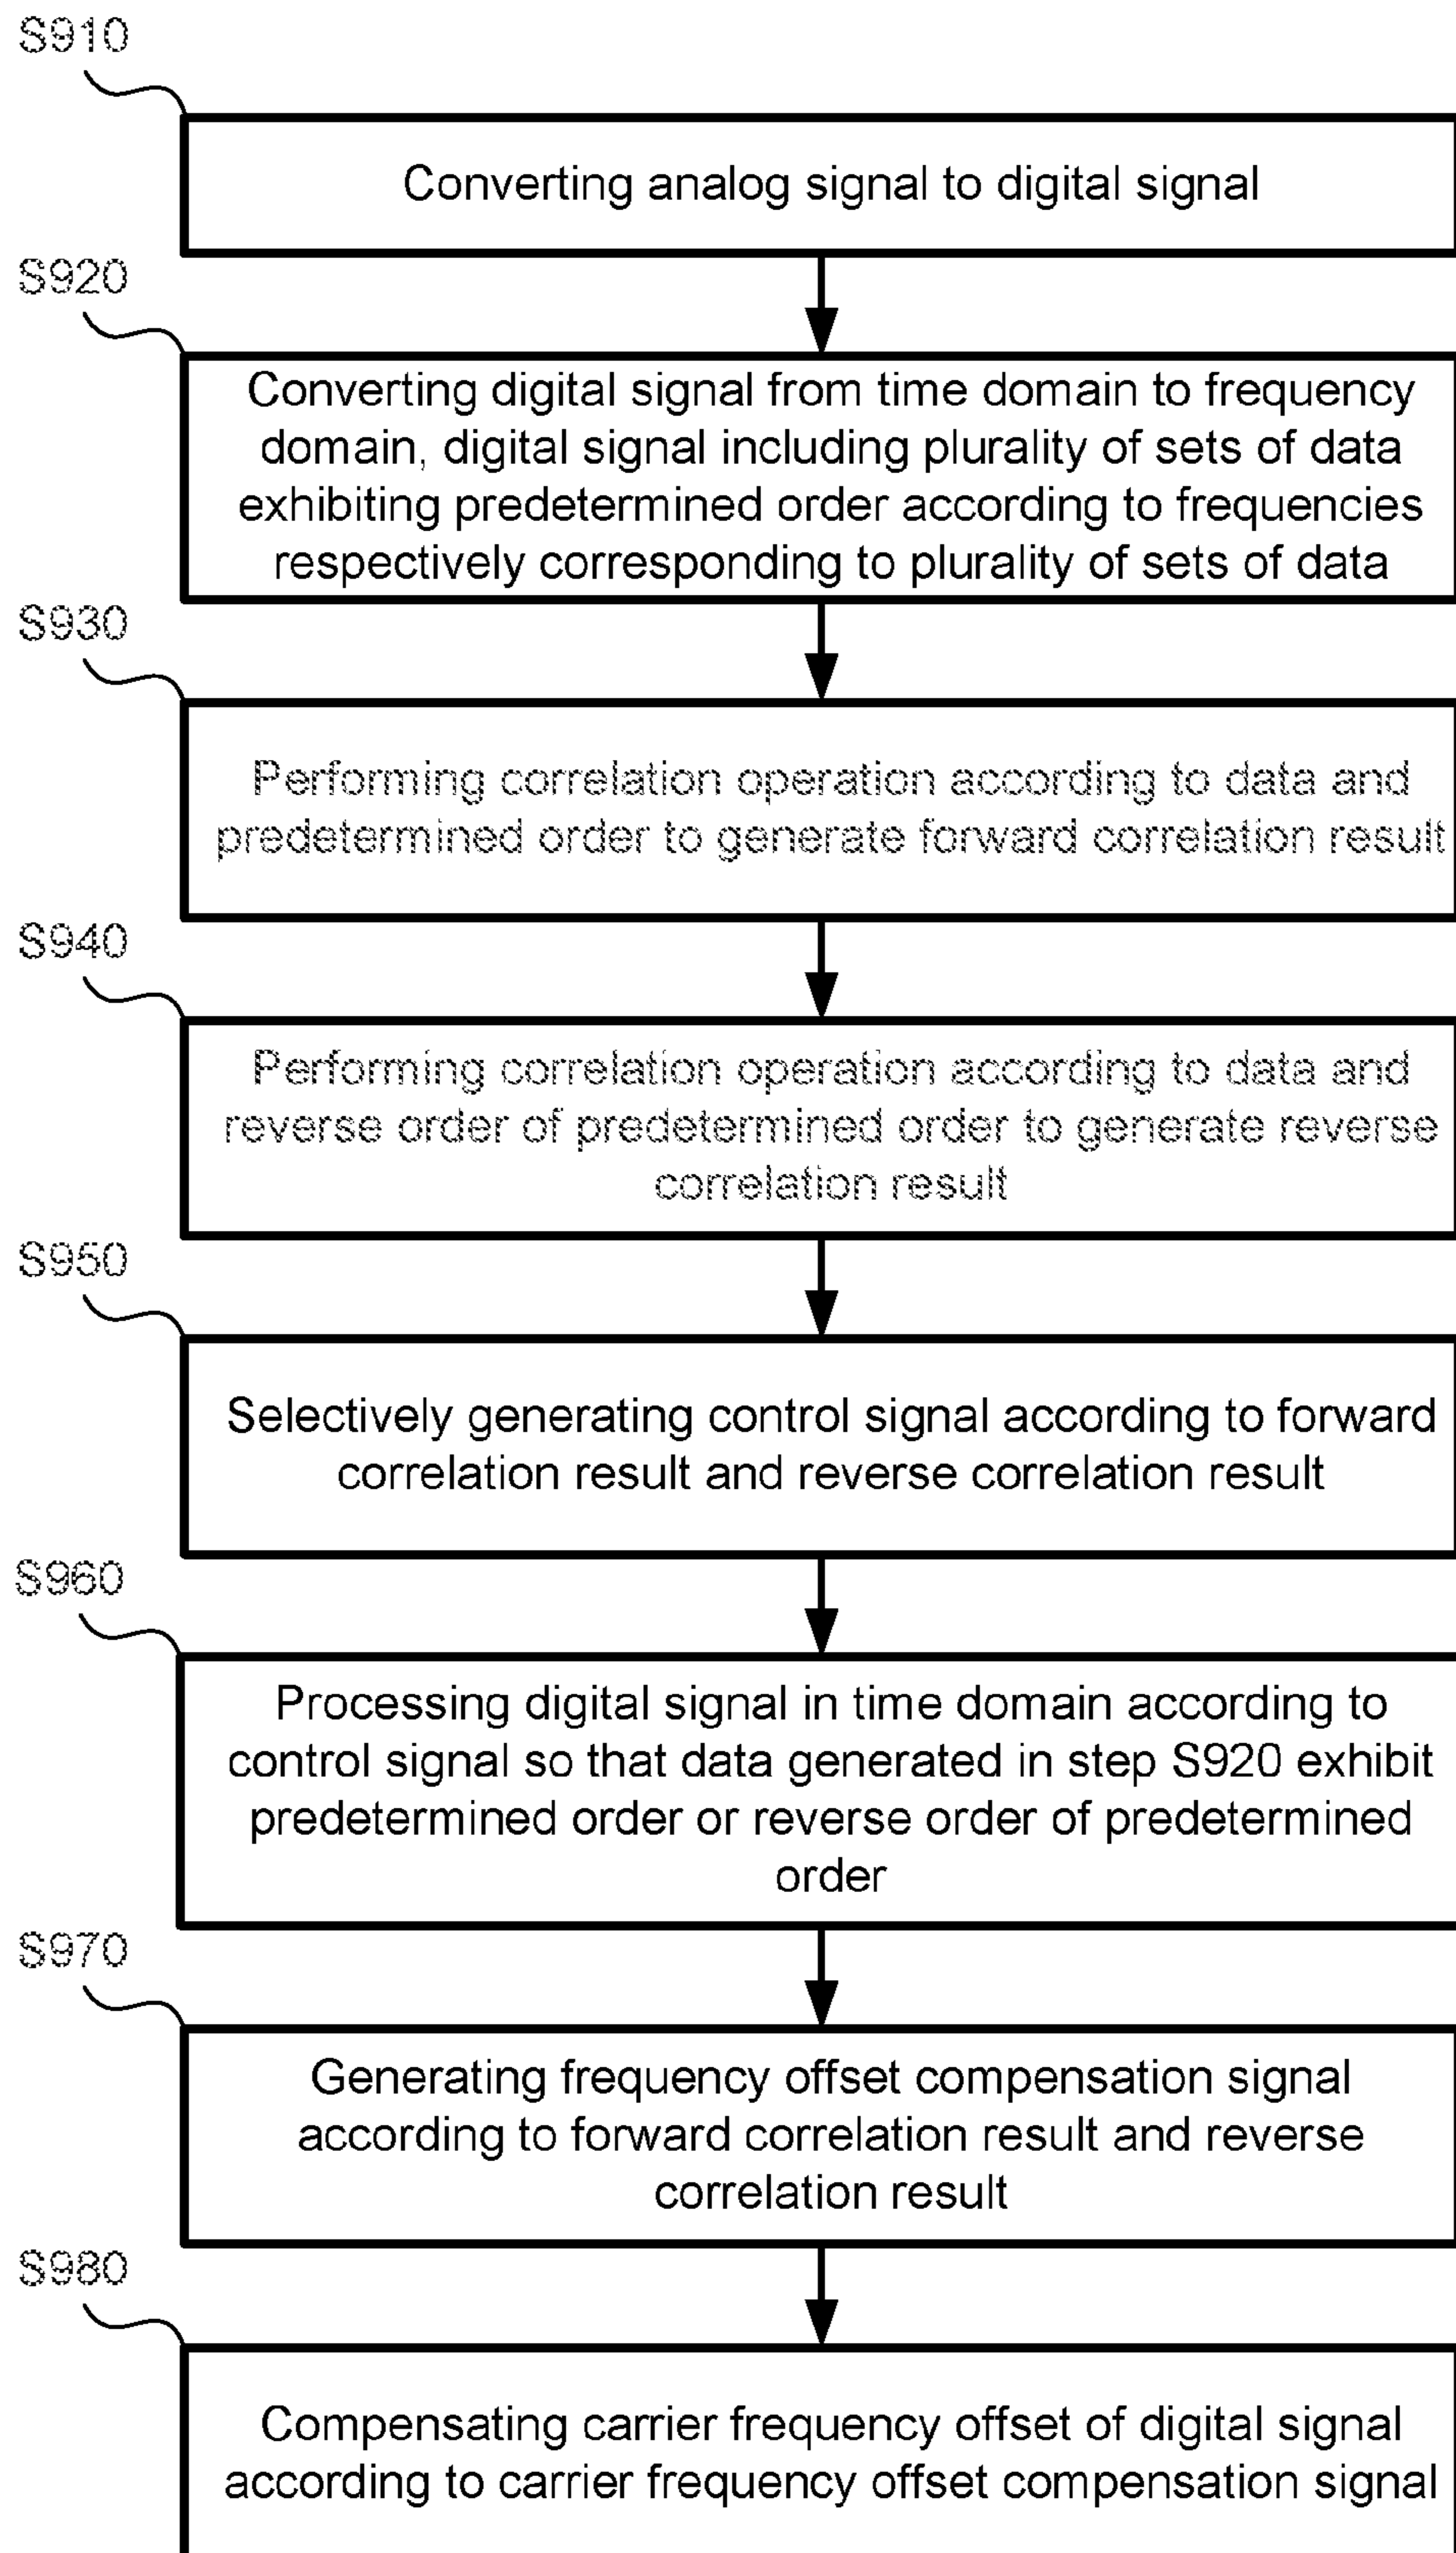 S910
Converting analog signal to digital signal
S920
Converting digital signal from time domain to frequency
domain, digital signal including plurality of sets of data
exhibiting predetermined order according to frequencies
respectively corresponding to plurality of sets of data
S930
Performing correlation operation according to data and
predetermined order to generate forward correlation result
S940
Performing correlation operation according to data and
reverse order of predetermined order to generate reverse
correlation result
S950
Selectively generating control signal according to forward
correlation result and reverse correlation result
S960
Processing digital signal in time domain according to
control signal so that data generated in step S920 exhibit
predetermined order or reverse order of predetermined
order
S970
Generating frequency offset compensation signal
according to forward correlation result and reverse
correlation result
S980
Compensating carrier frequency offset of digital signal
according to carrier frequency offset compensation signal